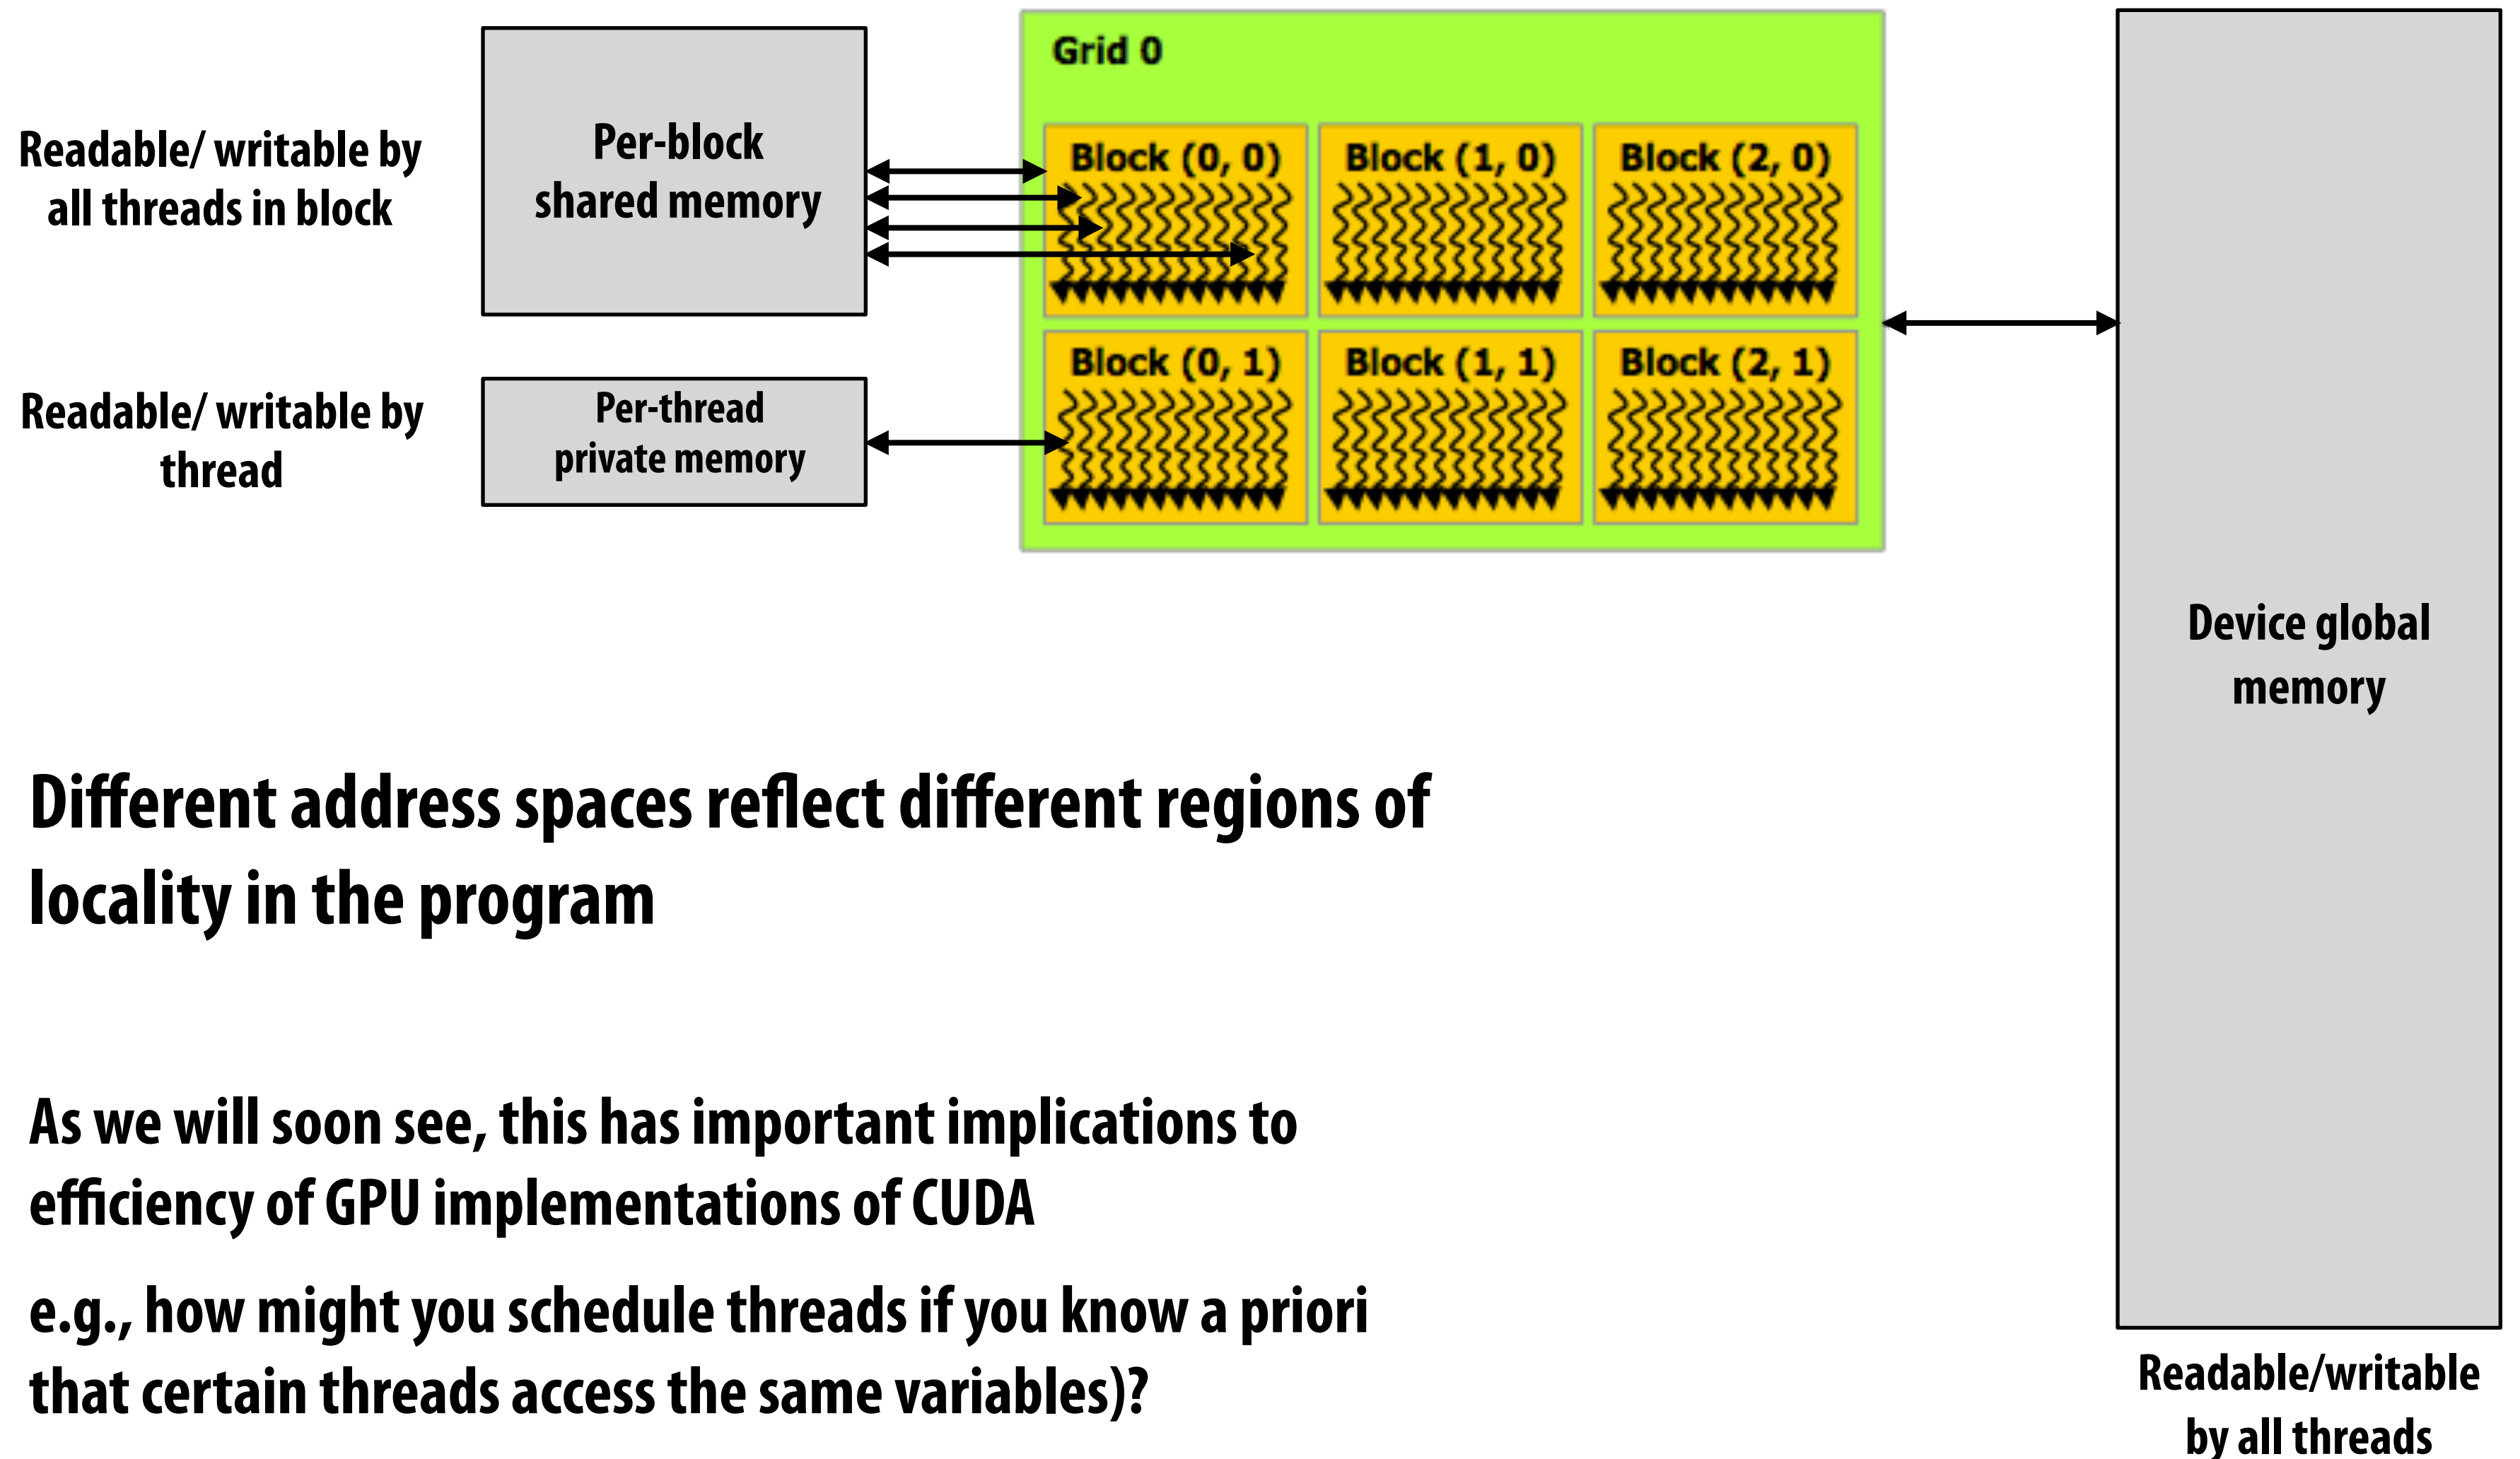 Grid 0
Readable/ writable by
all threads in block
Per-block
shared memory
Block (0, 0)
Block (1, 0)
Block (2, 0)
Readable/ writable by
thread
Per-thread
private memory
Block (0, 1)
Block (1, 1)
Block (2, 1)
Device global
memory
Readable/writable
by all threads
Different address spaces reflect different regions of
locality in the program
As we will soon see, this has important implications to
efficiency of GPU implementations of CUDA
e.g., how might you schedule threads if you know a priori
that certain threads access the same variables)?